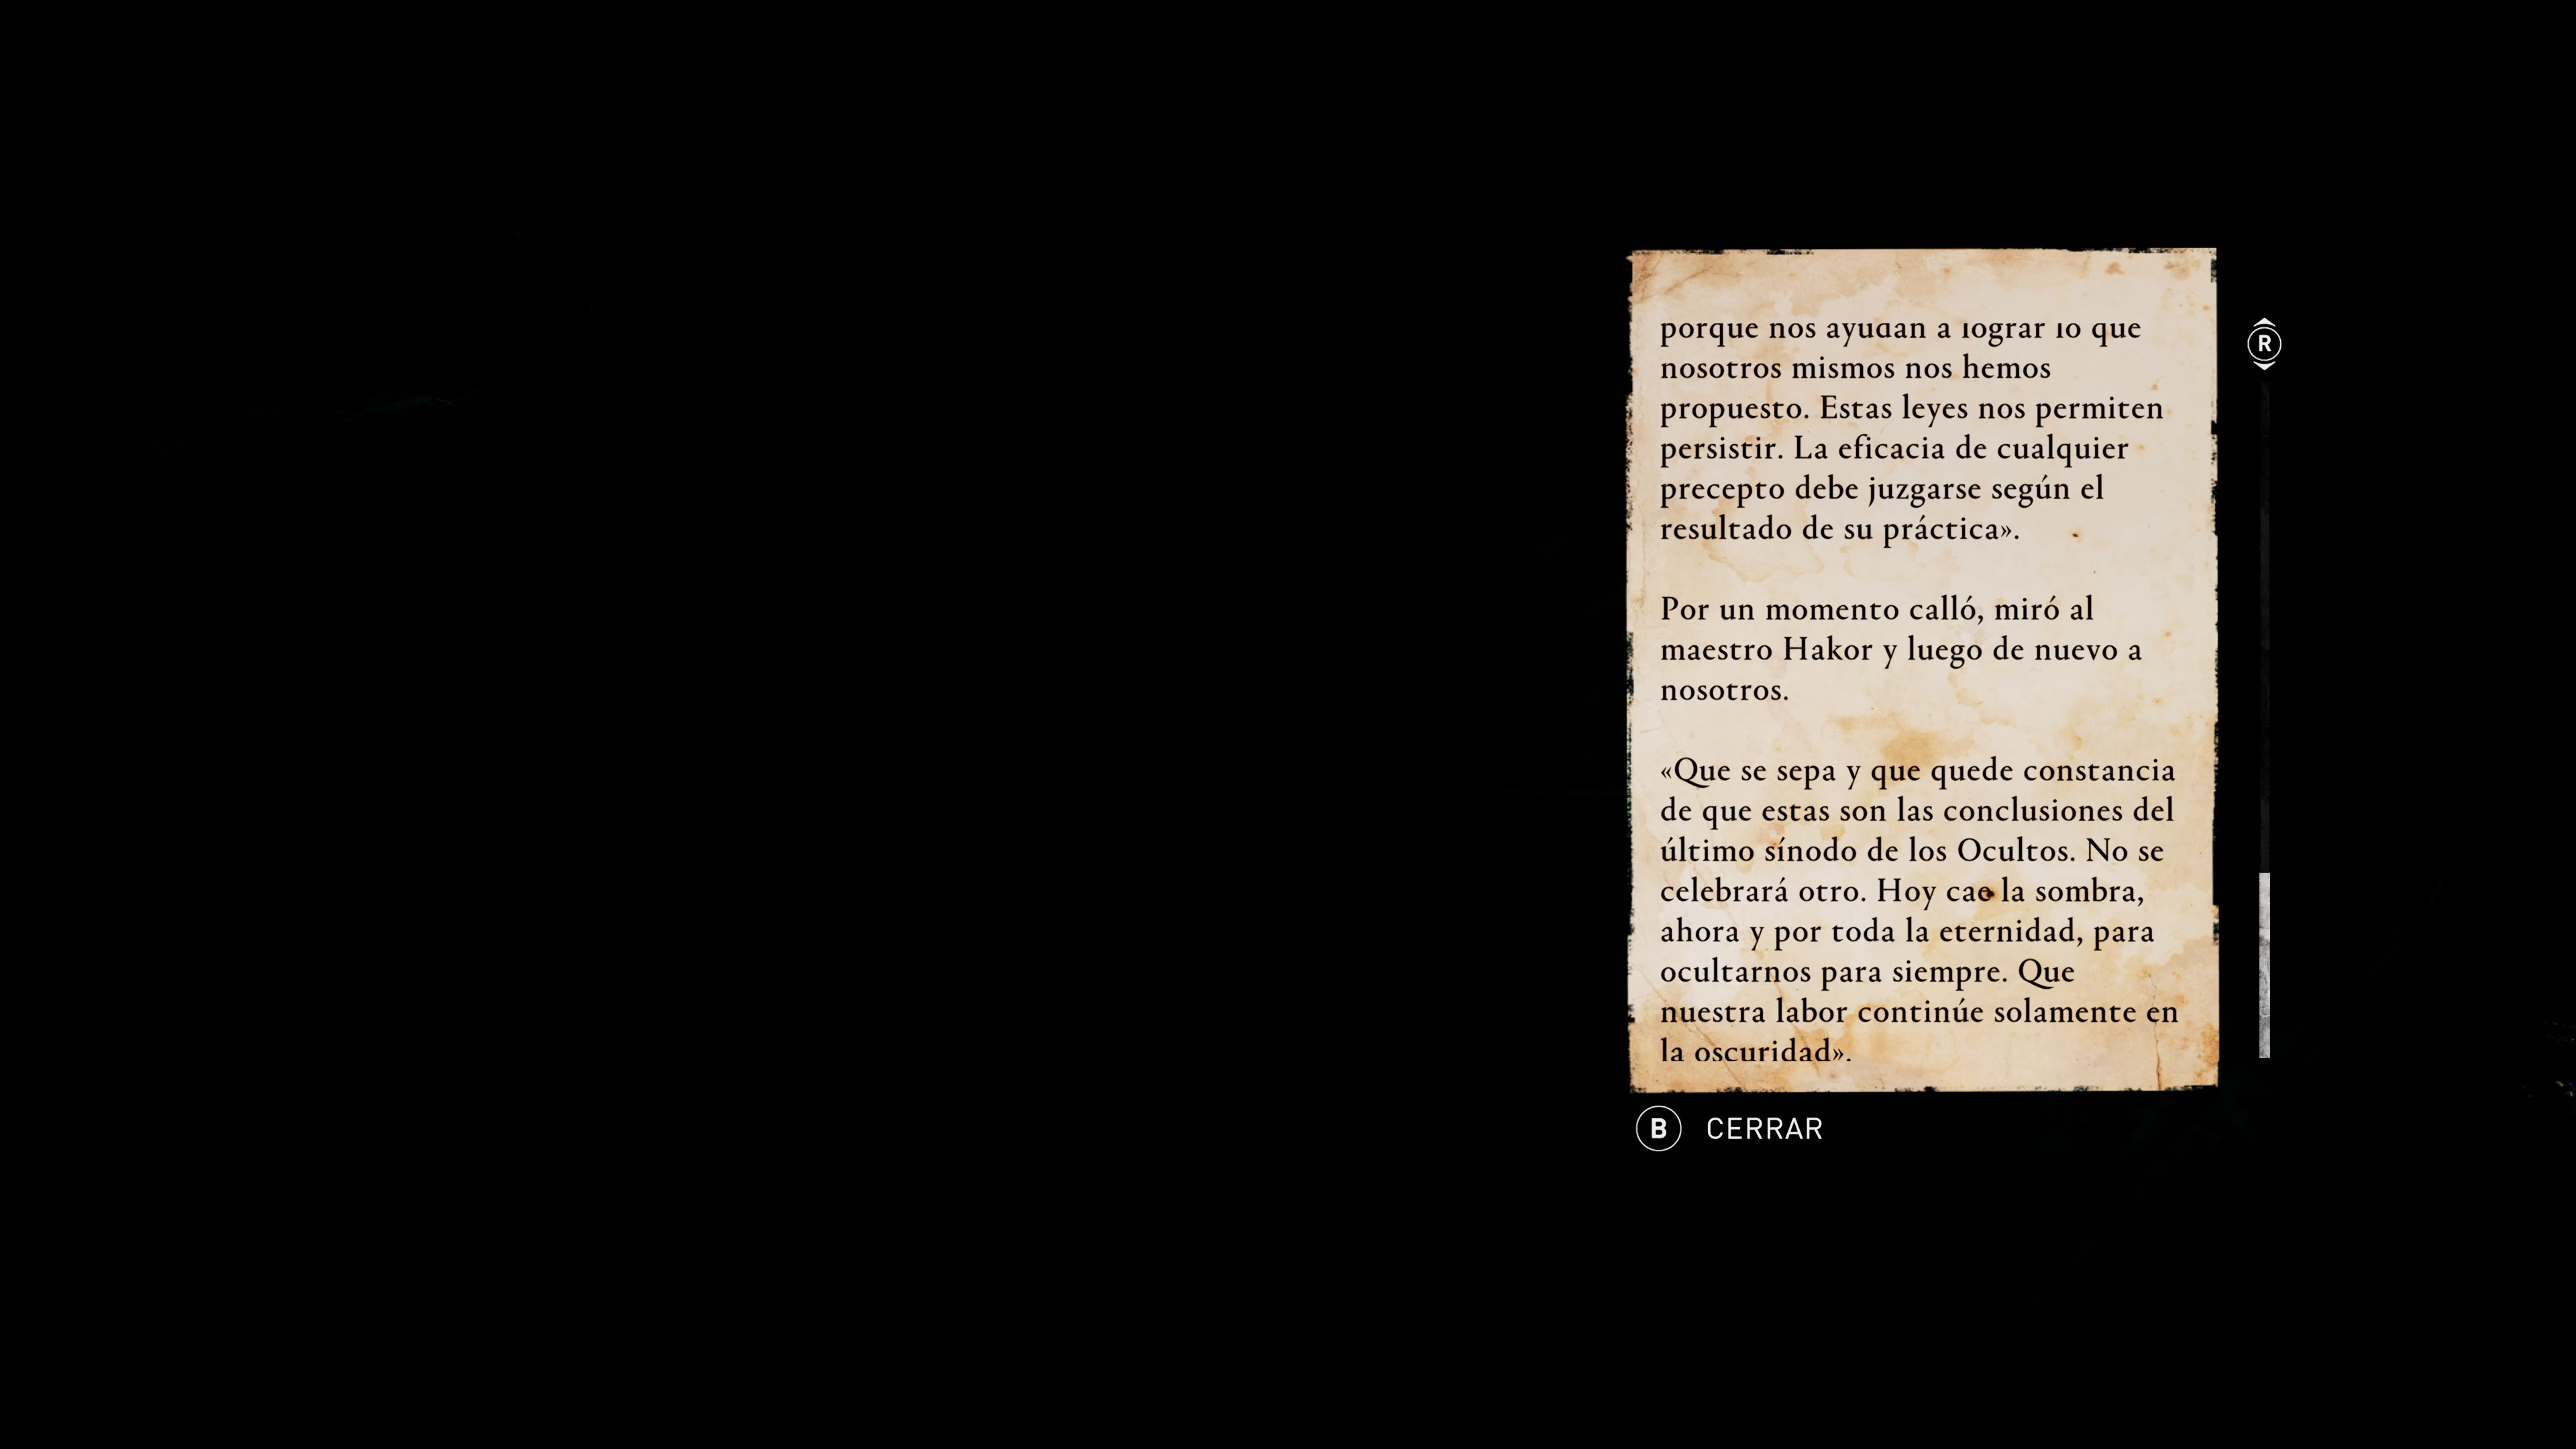 porque nos ayudan a lograr lo que
nosotros mismos nos hemos
propuesto. Estas leyes nos permiten
persistir. La eficacia de cualquier
precepto debe juzgarse según el
resultado de su práctica».
Por un momento calló, miró al
maestro Hakor y luego de nuevo a
nosotros.
«Que se sepa y que quede constancia
de que estas son las conclusiones del
último sínodo de los Ocultos. No se
celebrará otro. Hoy cae la sombra,
ahora y por toda la eternidad, para
ocultarnos para siempre. Que
nuestra labor continúe solamente en
la oscuridad».
R
B CERRAR